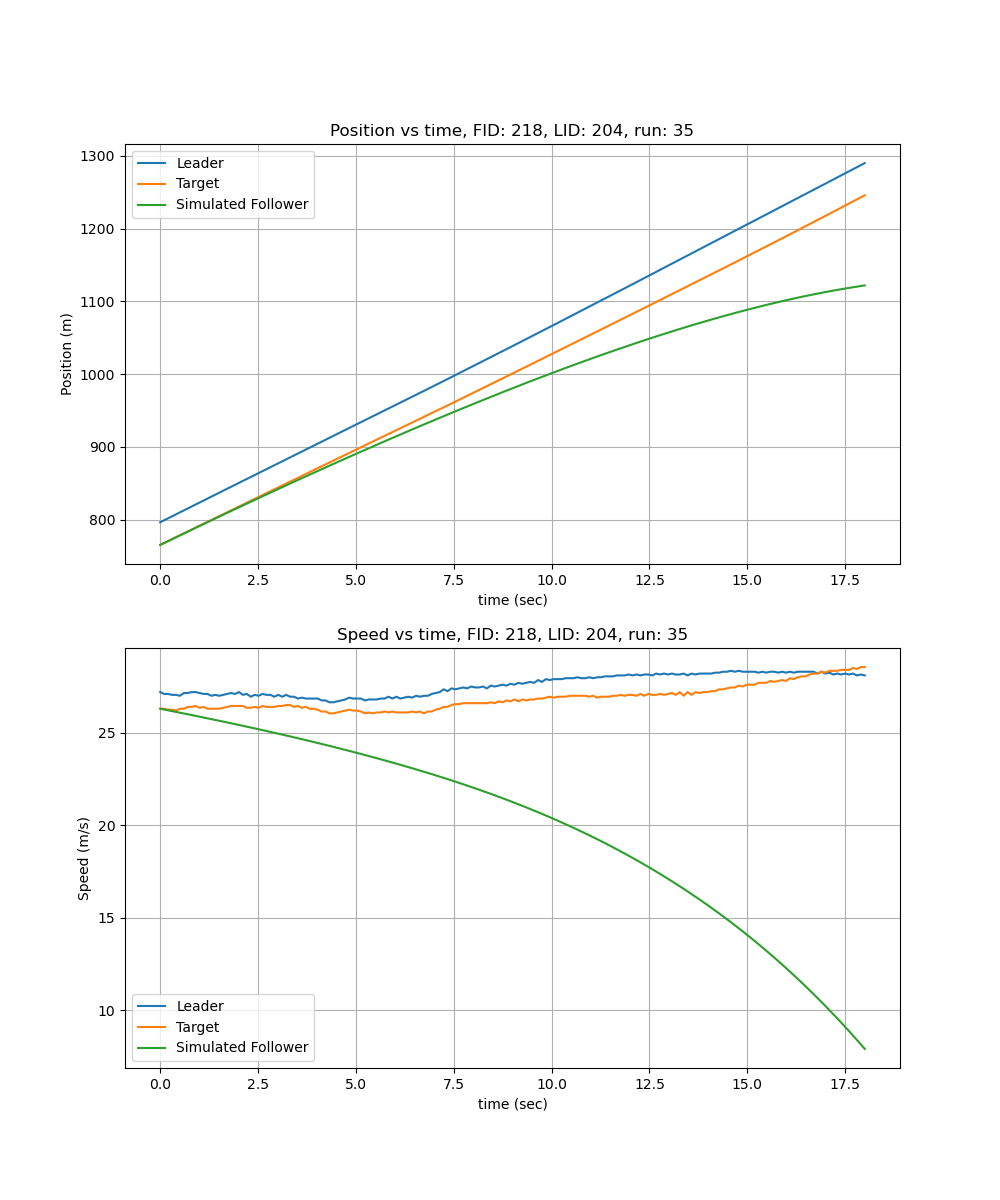 Position vs time, FID: 218, LID: 204, run: 35
Leader
Target
Simulated Follower
1300
1200
1100
1000
900
800
Position (m)
0.0 2.5 5.0 7.5 10.0 12.5 15.0 17.5
time (sec)
Speed vs time, FID: 218, LID: 204, run: 35
25
20
15
10
Speed (m/s)
Leader
Target
Simulated Follower
0.0 2.5 5.0 7.5 10.0 12.5 15.0 17.5
time (sec)